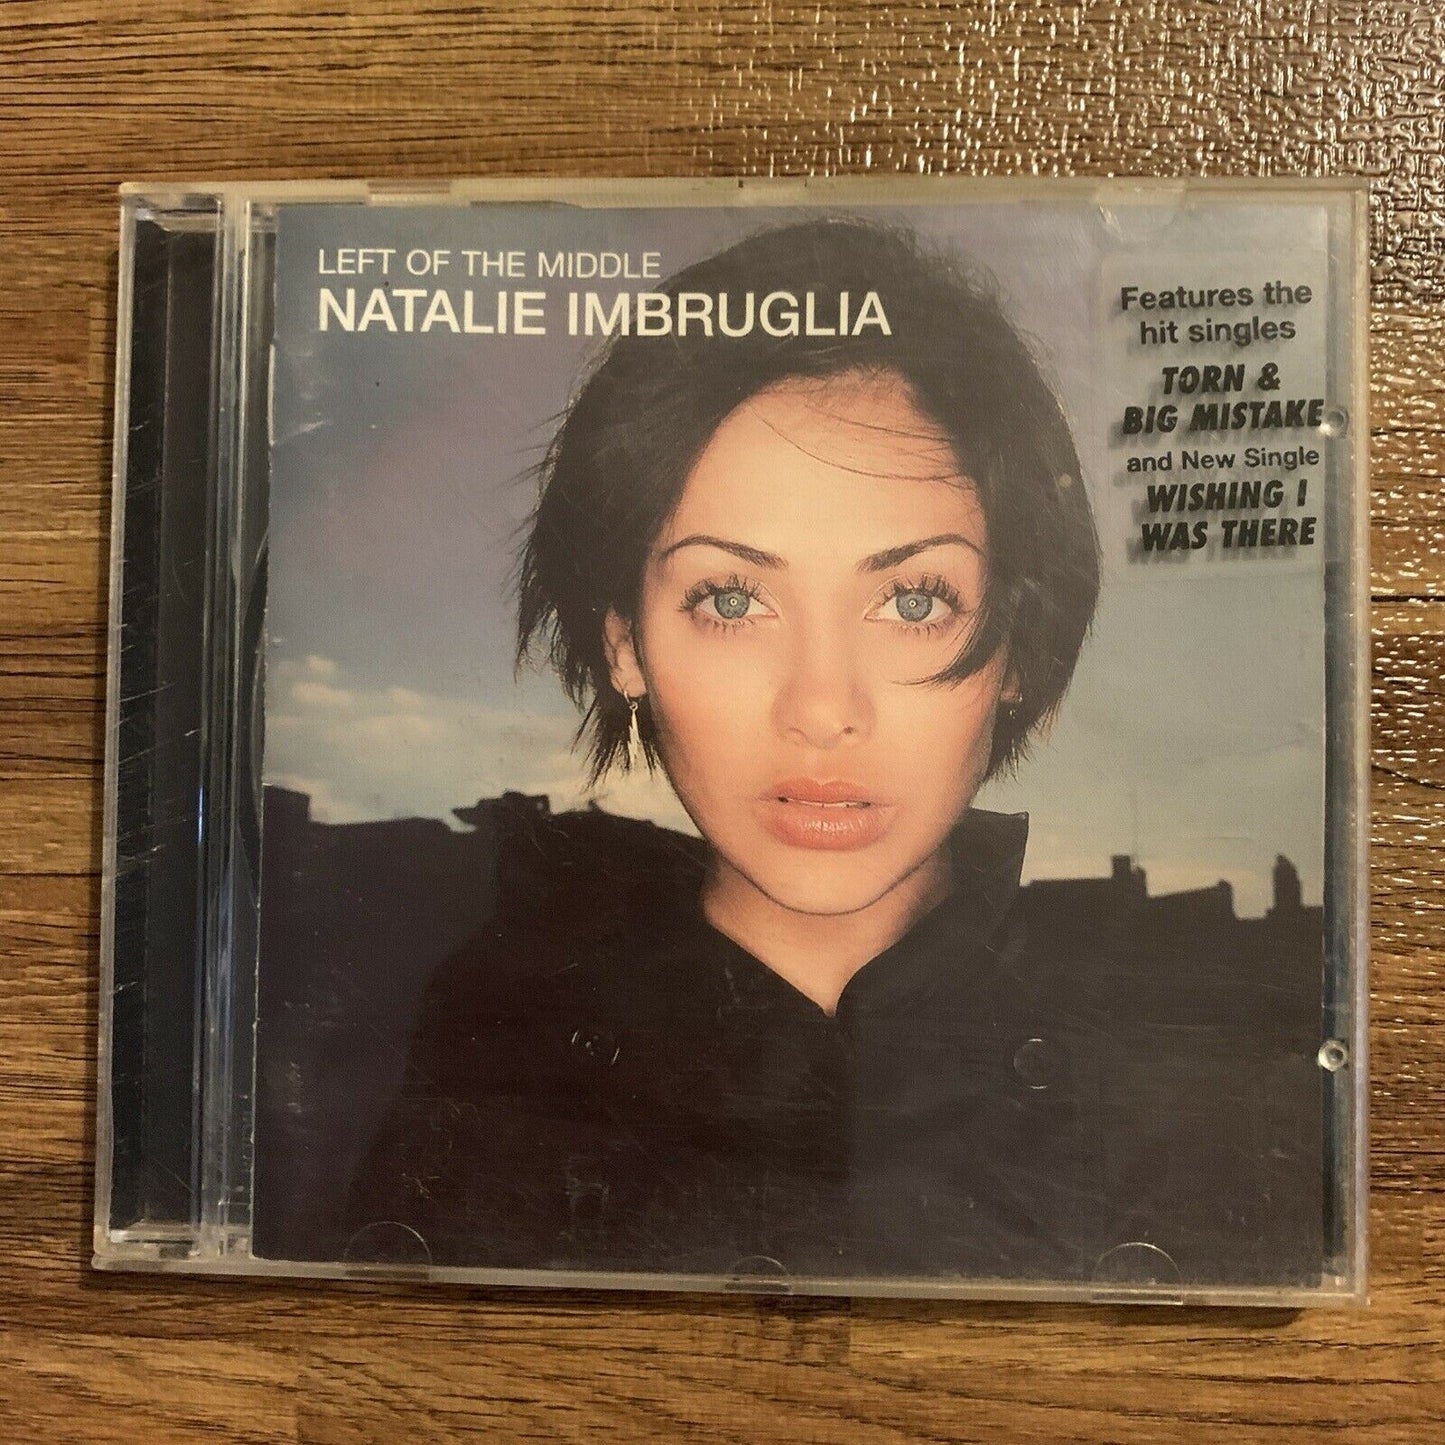 LEFT OF THE MIDDLE
NATALIE IMBRUGLIA
Features the
hit singles
TORN &
BIG MISTAKE
and New Single
WISHING I
WAS THERE